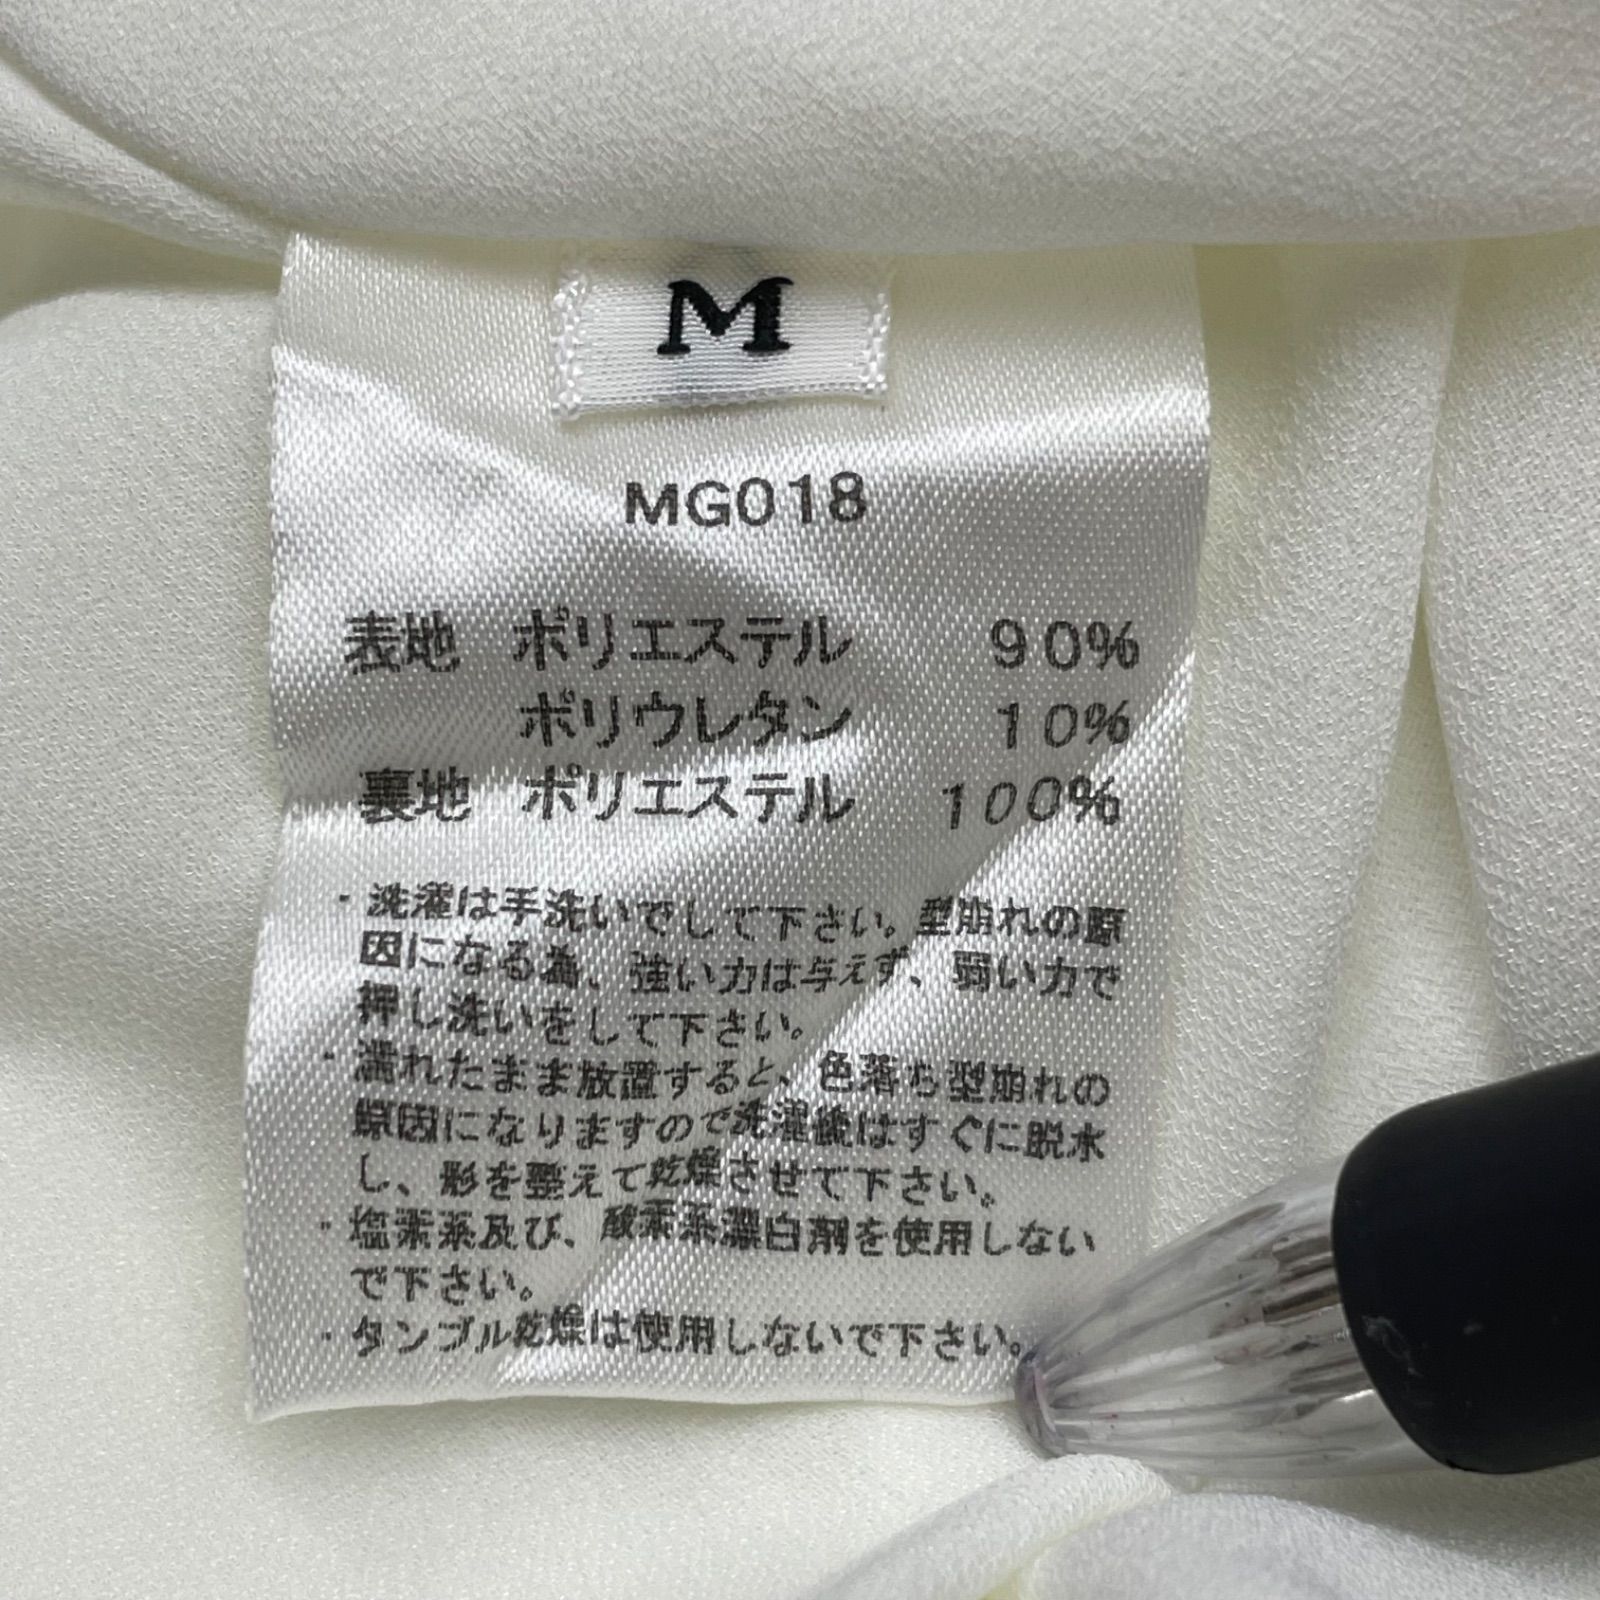 M
MG018
表地 ポリエステル 90%
ポリウレタン 10%
裏地 ポリエステル 100%
・洗濯は手洗いでして下さい。型崩れの原
因になる為、強い力は与えず、弱い力で
押し洗いをして下さい。
・濡れたまま放置すると、色落ち型崩れの
原因になりますので洗濯後はすぐに脱水
し、形を整えて乾燥させて下さい。
・塩素系及び、酸素系漂白剤を使用しない
で下さい。
・タンブル乾燥は使用しないで下さい。